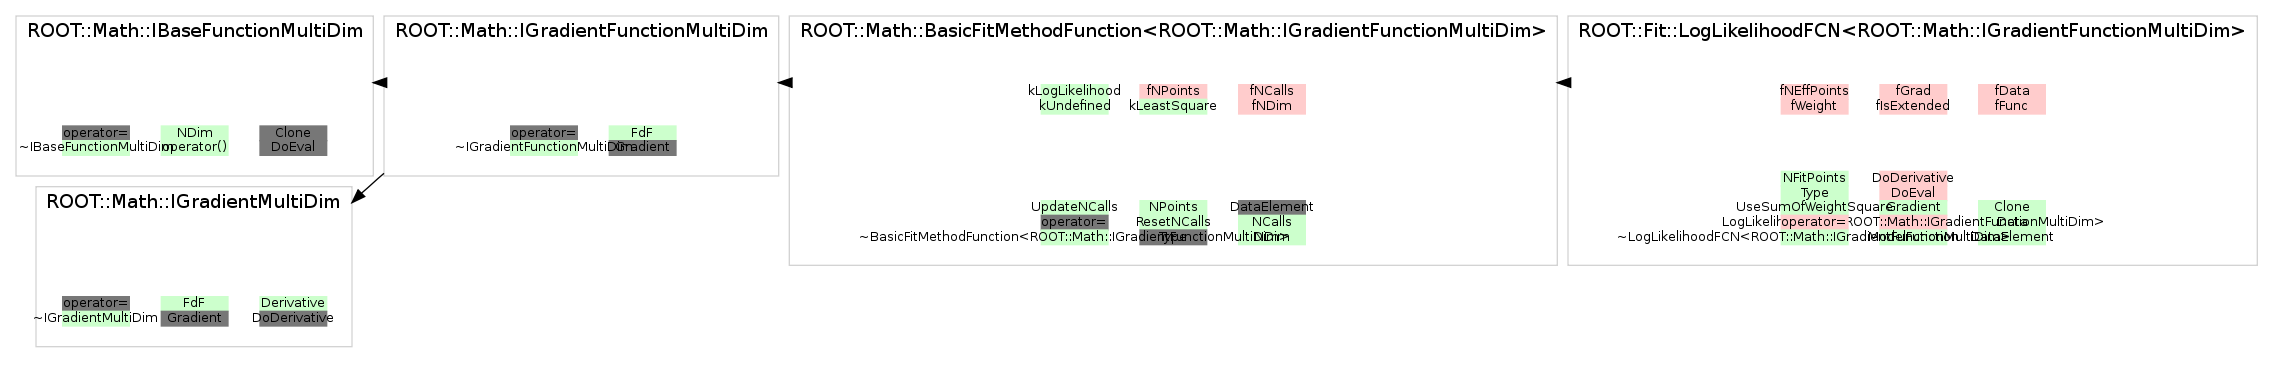 ROOT::Math::IBaseFunctionMultiDim
operator= NDim Clone
~IBaseFunctionMultiDim operator() DoEval
ROOT::Math::IGradientMultiDim
operator= FdF Derivative
~IGradientMultiDim Gradient DoDerivative
ROOT::Math::IGradientFunctionMultiDim
operator= FdF
~IGradientFunctionMultiDim Gradient
ROOT::Math::BasicFitMethodFunction<ROOT::Math::IGradientFunctionMultiDim>
kLogLikelihood fNPoints fNCalls
kUndefined kLeastSquare fNDim
UpdateNCalls NPoints DataElement
operator= ResetNCalls NCalls
~BasicFitMethodFunction<ROOT::Math::IGradientFunctionMultiDim> Type NDim
ROOT::Fit::LogLikelihoodFCN<ROOT::Math::IGradientFunctionMultiDim>
fNEffPoints fGrad fData
fWeight fIsExtended fFunc
NFitPoints DoDerivative
Type DoEval
UseSumOfWeightSquare Gradient Clone
operator= ROOT::Math::IGradientFunctionMultiDim> Data
~LogLikelihoodFCN<ROOT::Math::IGradientFunctionMultiDim> ModelFunction DataElement